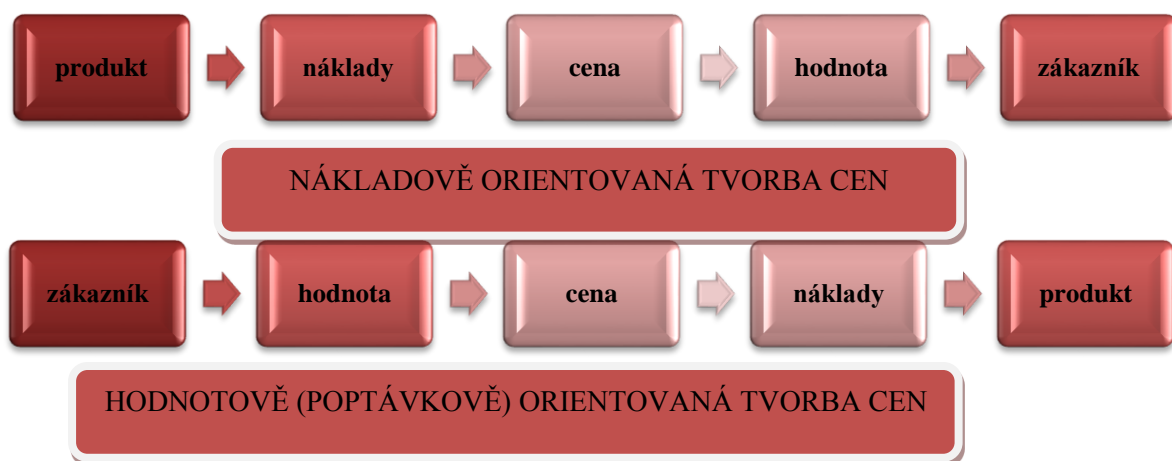 produkt náklady cena hodnota zákazník
NÁKLADOVĚ ORIENTOVANÁ TVORBA CEN
zákazník hodnota cena náklady produkt
HODNOTOVĚ (POPTÁVKOVĚ) ORIENTOVANÁ TVORBA CEN